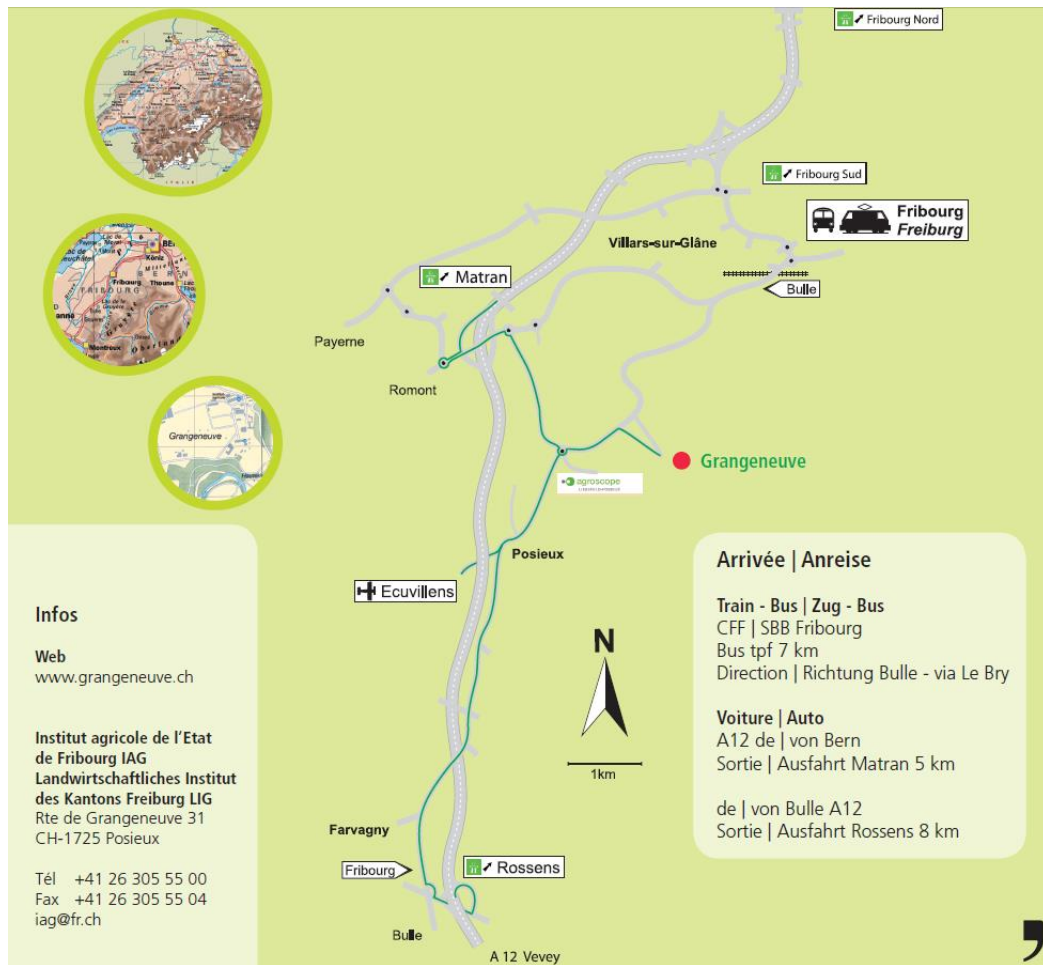 Fribourg Nord
Fribourg Sud
Fribourg
Freiburg
Villars-sur-Glâne
Matran
Bulle
Payerne
Romont
Grangeneuve
agroscope
Posieux
Ecuvillens
N
1km
Farvagny
Fribourg
Rossens
Bulle
A 12 Vevey
Fribourg
Köniz
Thoune
Montreux
Grangeneuve
Infos
Web
www.grangeneuve.ch
Institut agricole de l'Etat
de Fribourg IAG
Landwirtschaftliches Institut
des Kantons Freiburg LIG
Rte de Grangeneuve 31
CH-1725 Posieux
Tél +41 26 305 55 00
Fax +41 26 305 55 04
iag@fr.ch
Arrivée | Anreise
Train - Bus | Zug - Bus
CFF | SBB Fribourg
Bus tpf 7 km
Direction | Richtung Bulle - via Le Bry
Voiture | Auto
A12 de | von Bern
Sortie | Ausfahrt Matran 5 km
de | von Bulle A12
Sortie | Ausfahrt Rossens 8 km